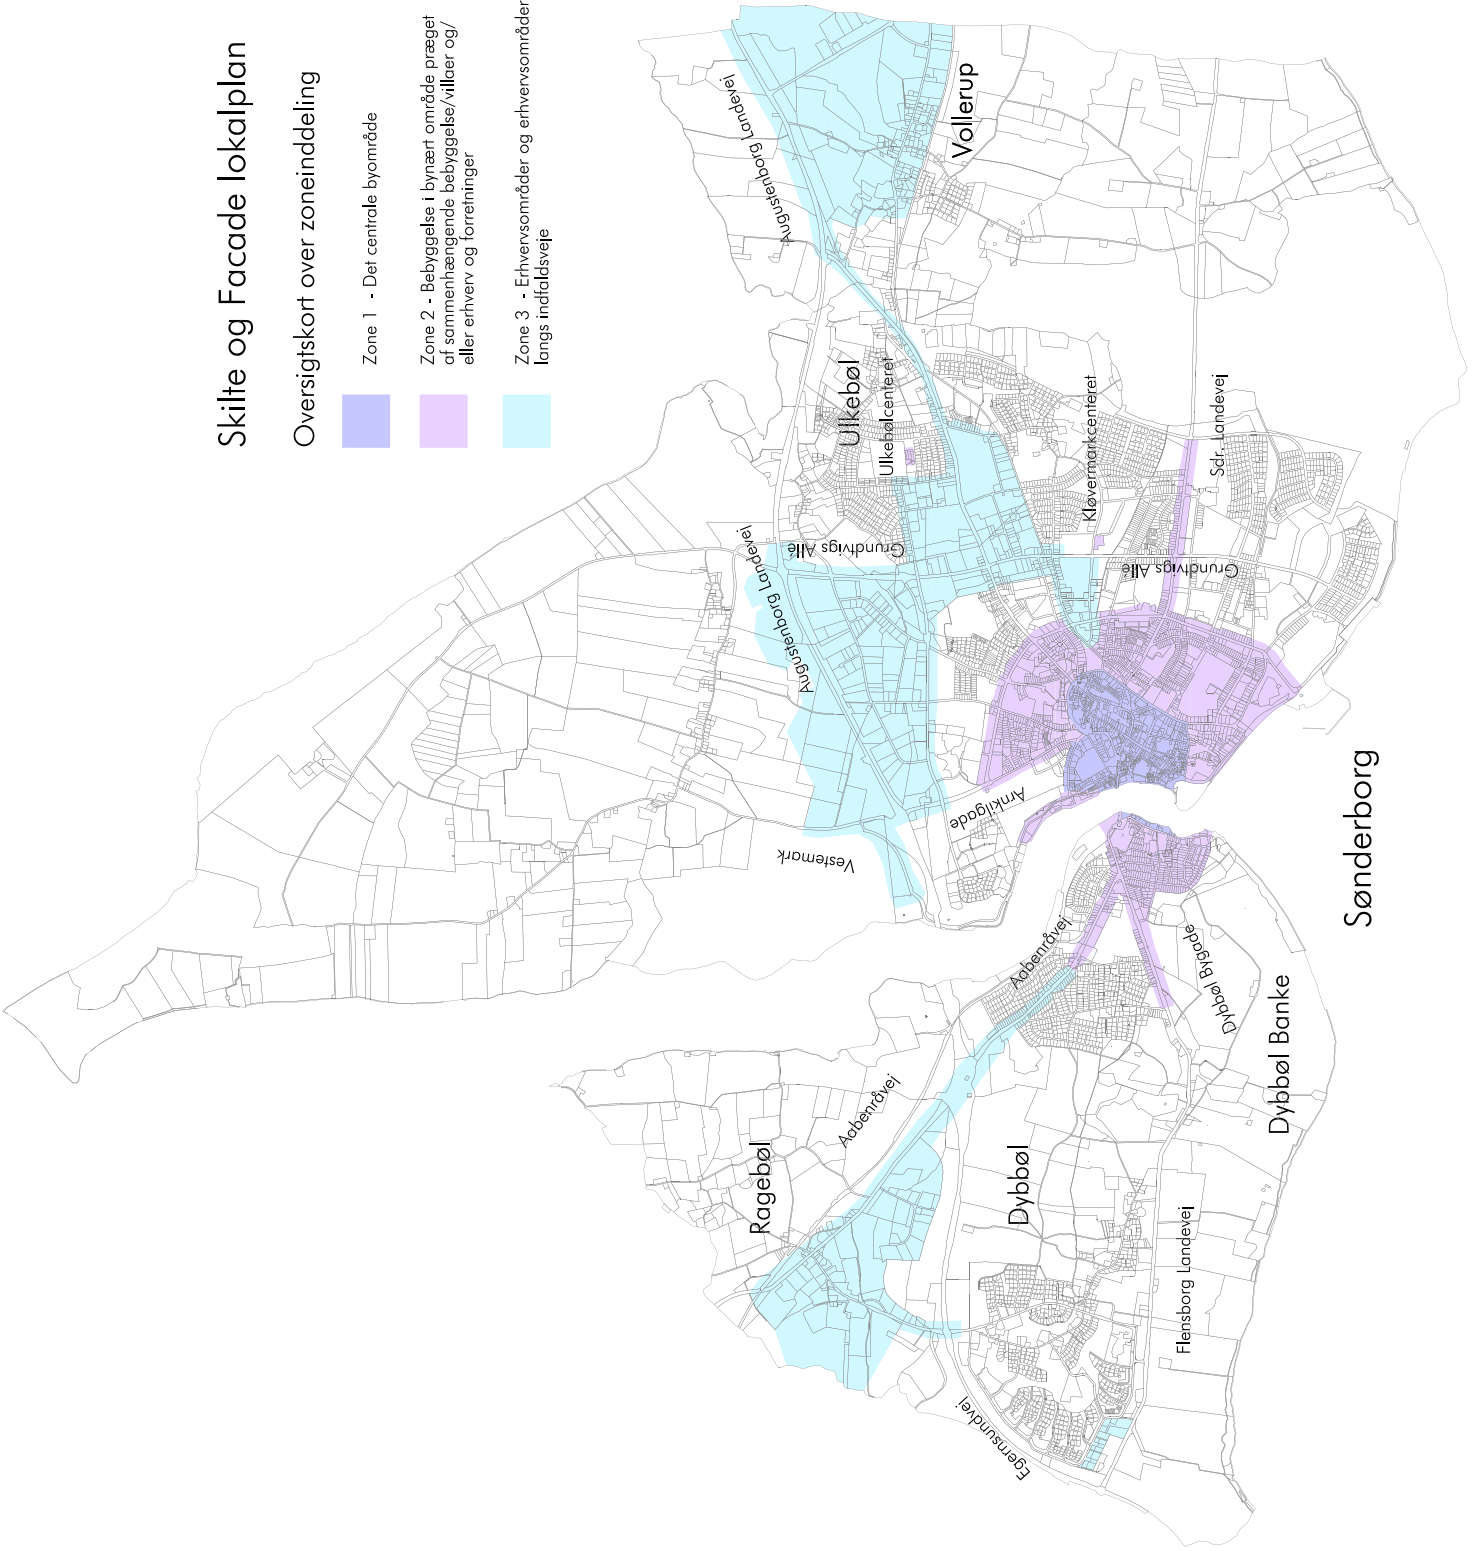 Skilte og Facade lokalplan
Oversigtskort over zoneinddeling
Zone 1 - Det centrale byområde
Zone 2 - Bebyggelse i bynært område præget
af sammenhængende bebyggelse/villaer og/
eller erhverv og forretninger
Zone 3 - Erhvervsområder og erhvervsområder
langs indfaldsveje
Augustenborg Landevej
Vollerup
Ulkebøl
Ulkebølcenteret
Kløvermarkcenteret
Sdr. Landevej
Augustenborg Landevej
Grundtvigs Allé
Grundtvigs Allé
Vestemark
Arnkilgade
Sønderborg
Aabenråvej
Dybbøl Bygade
Dybbøl Banke
Aabenråvej
Ragebøl
Dybbøl
Flensborg Landevej
Egernsundvej